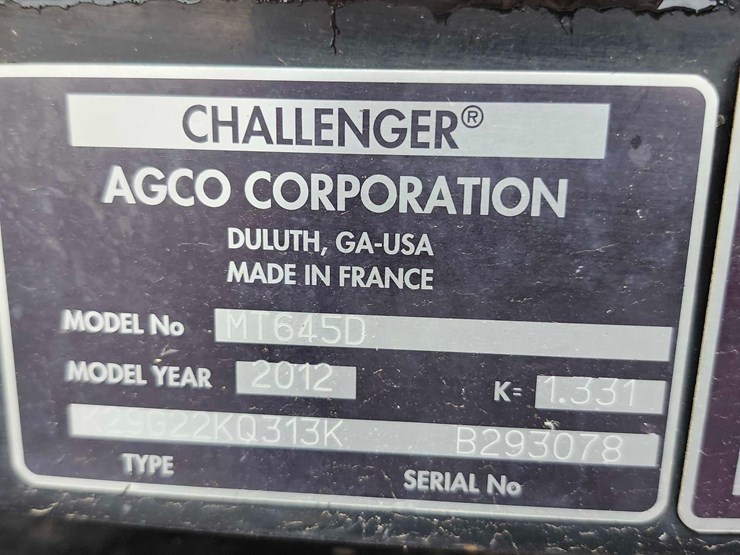 CHALLENGER®
AGCO CORPORATION
DULUTH, GA-USA
MADE IN FRANCE
MODEL No MT645D
MODEL YEAR 2012 K= 1.331
K29G22KQ313K B293078
TYPE SERIAL No